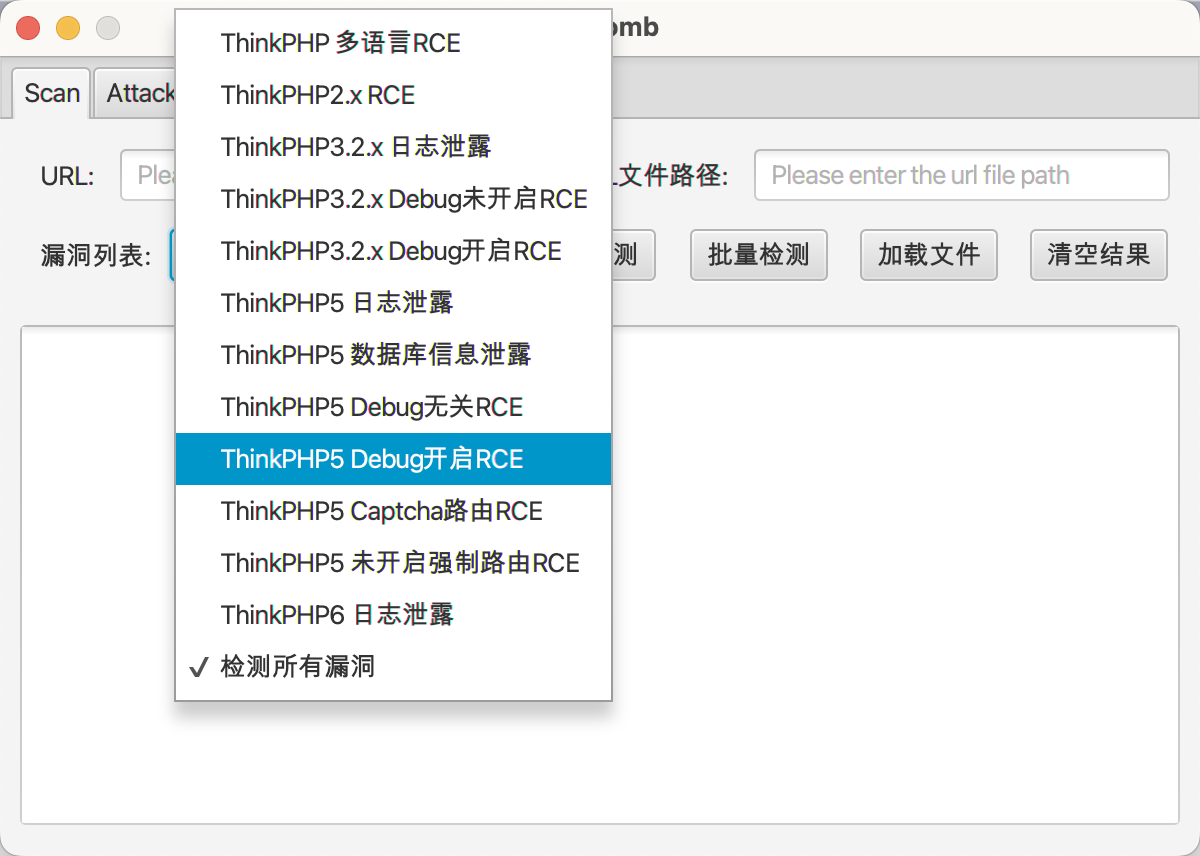 omb
Scan
Attack
URL:
文件路径:
Please enter the url file path
漏洞列表:
测
批量检测
加载文件
清空结果
ThinkPHP 多语言RCE
ThinkPHP2.x RCE
ThinkPHP3.2.x 日志泄露
ThinkPHP3.2.x Debug未开启RCE
ThinkPHP3.2.x Debug开启RCE
ThinkPHP5 日志泄露
ThinkPHP5 数据库信息泄露
ThinkPHP5 Debug无关RCE
ThinkPHP5 Debug开启RCE
ThinkPHP5 Captcha路由RCE
ThinkPHP5 未开启强制路由RCE
ThinkPHP6 日志泄露
✓ 检测所有漏洞